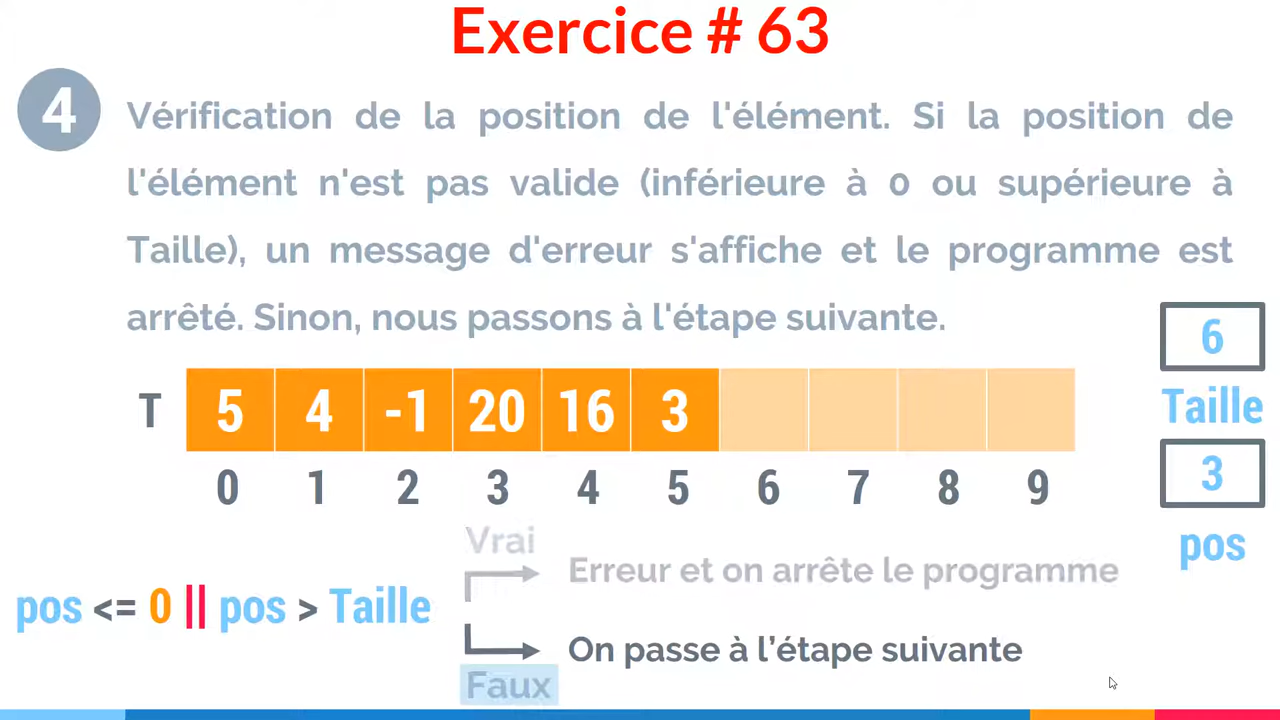 Exercice # 63
4
Vérification de la position de l'élément. Si la position de
l'élément n'est pas valide (inférieure à 0 ou supérieure à
Taille), un message d'erreur s'affiche et le programme est
arrêté. Sinon, nous passons à l'étape suivante.
6
Taille
T 5 4 -1 20 16 3
0 1 2 3 4 5 6 7 8 9
3
pos
Vrai
Erreur et on arrête le programme
pos <= 0 || pos > Taille
On passe à l’étape suivante
Faux